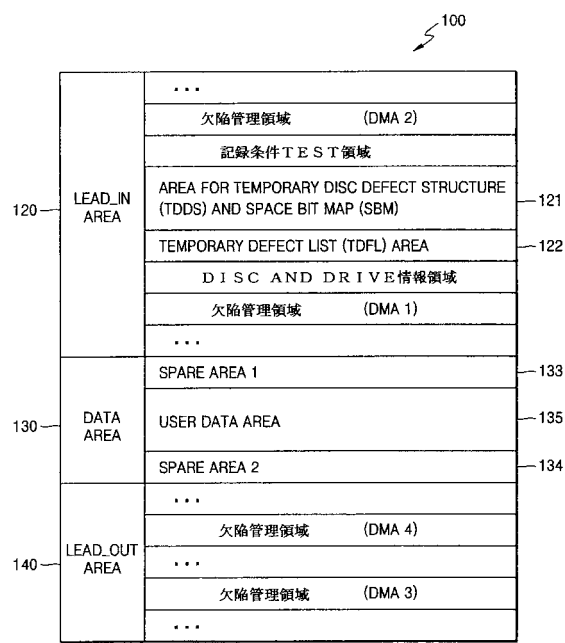 100
...
欠陥管理領域 (DMA 2)
記録条件TEST領域
120
LEAD_IN
AREA
AREA FOR TEMPORARY DISC DEFECT STRUCTURE
(TDDS) AND SPACE BIT MAP (SBM)
121
TEMPORARY DEFECT LIST (TDFL) AREA
122
DISC AND DRIVE情報領域
欠陥管理領域 (DMA 1)
...
130
DATA
AREA
SPARE AREA 1
133
USER DATA AREA
135
SPARE AREA 2
134
140
LEAD_OUT
AREA
...
欠陥管理領域 (DMA 4)
...
欠陥管理領域 (DMA 3)
...